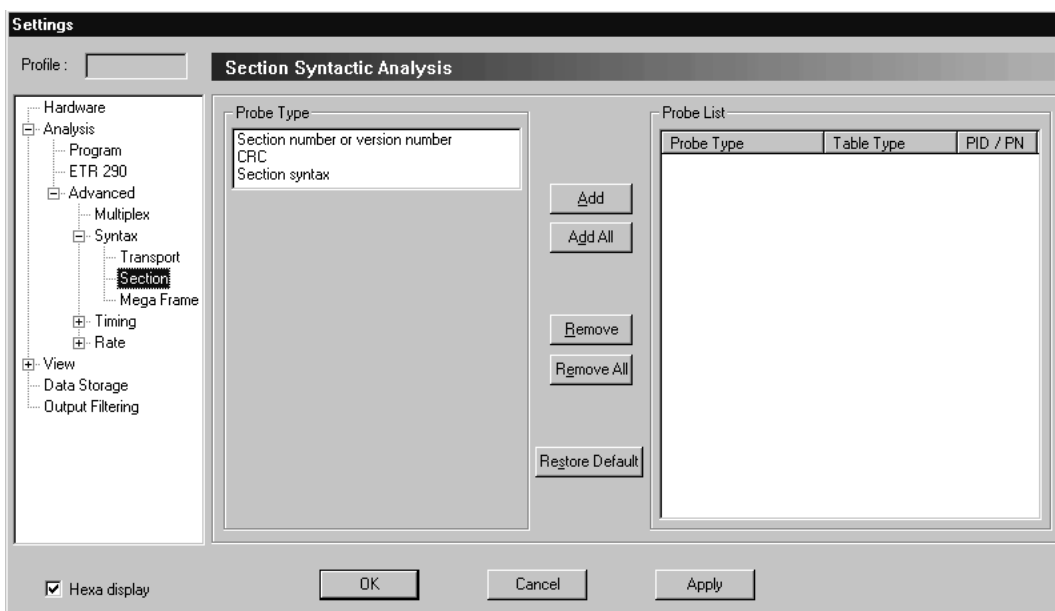 Settings
Profile :
Section Syntactic Analysis
Hardware
Analysis
Program
ETR 290
Advanced
Multiplex
Syntax
Transport
Section
Mega Frame
Timing
Rate
View
Data Storage
Output Filtering
Probe Type
Section number or version number
CRC
Section syntax
Add
Add All
Remove
Remove All
Restore Default
Probe List
Probe Type Table Type PID / PN
Hexa display
OK
Cancel
Apply